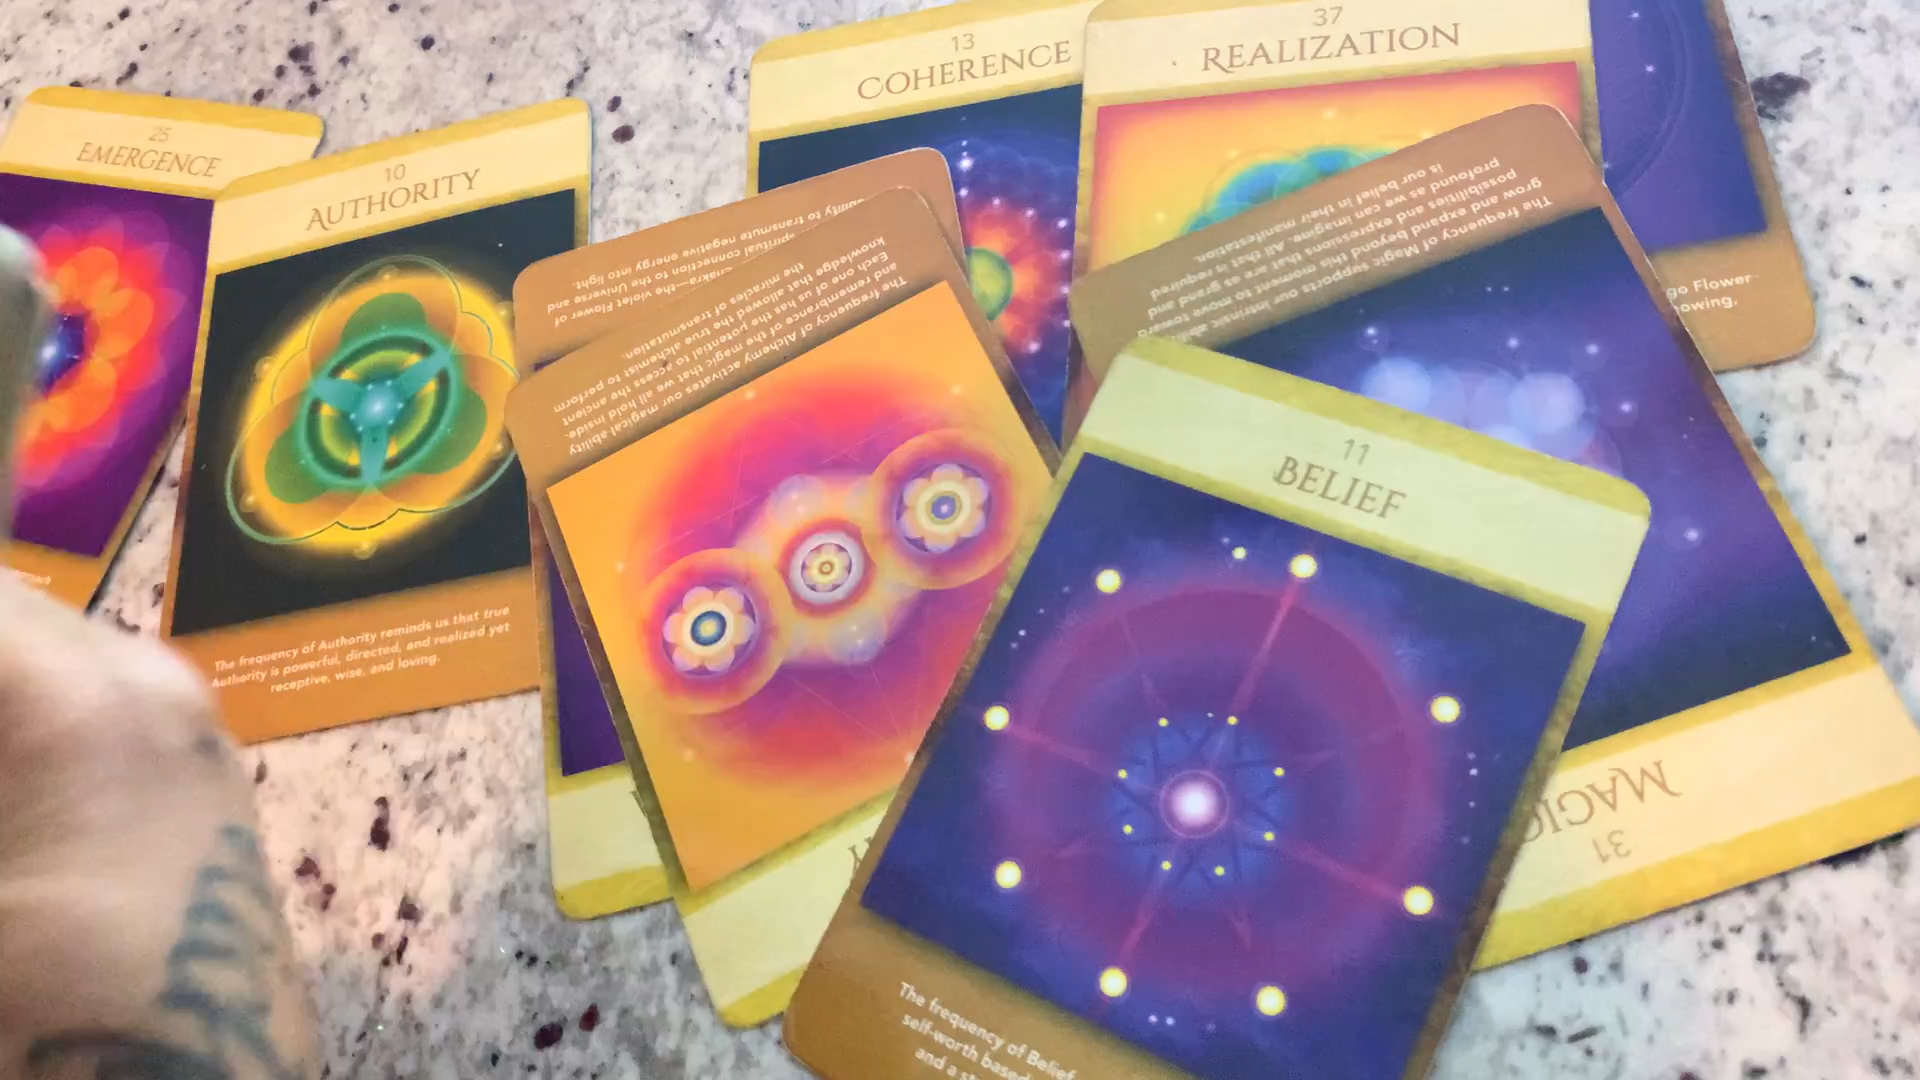 25
EMERGENCE
10
AUTHORITY
The frequency of Authority reminds us that true
Authority is powerful, directed, and realized yet
receptive, wise, and loving.
13
COHERENCE
37
REALIZATION
ability to transmute negative
energy into light.
spiritual connection to the Universe and
chakra—the violet Flower of
The frequency of Alchemy activates our magical ability
and remembrance of the magic that we all hold inside.
Each one of us has the potential to access the ancient
knowledge that allowed the true alchemist to perform
the miracles of transmutation.
The frequency of Magic supports our intrinsic
grow and expand beyond this moment to move toward
possibilities and expressions that are as grand and
profound as we can imagine. All that is required
is our belief in their manifestation.
31
MAGIC
go Flower
owing,
11
BELIEF
The frequency of Belief
self-worth based
and a